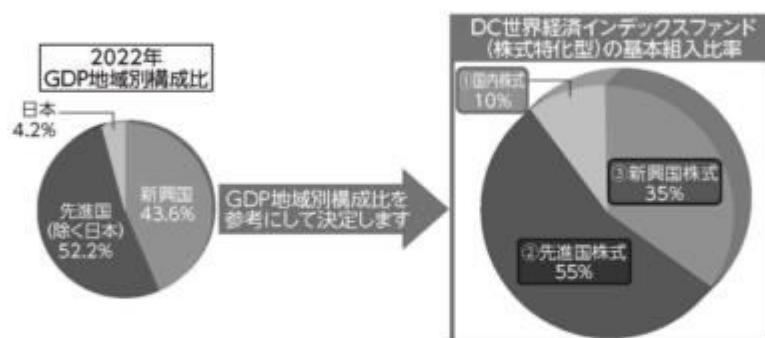 2022年
GDP地域別構成比
日本
4.2%
新興国
43.6%
先進国
(除く日本)
52.2%
GDP地域別構成比を
参考にして決定します
DC世界経済インデックスファンド
(株式特化型)の基本組入比率
①国内株式
10%
③新興国株式
35%
②先進国株式
55%